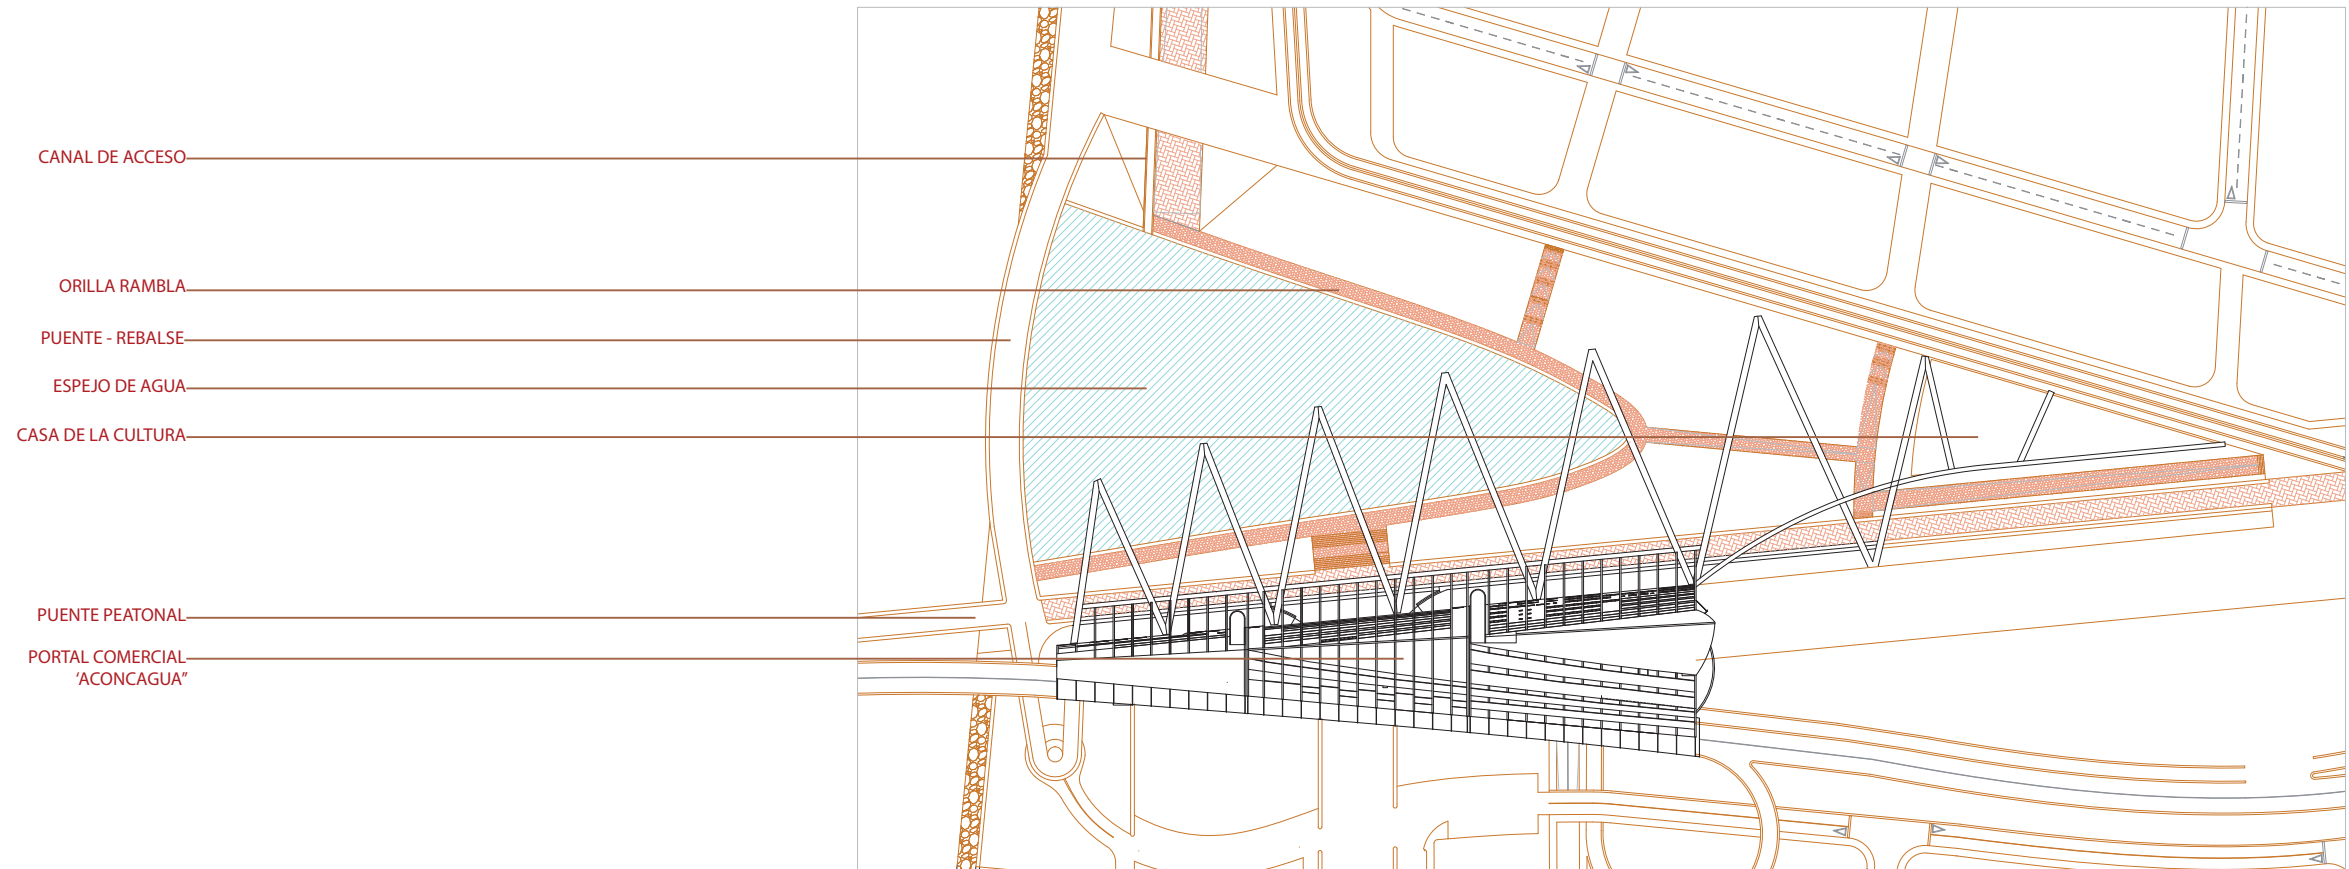 CANAL DE ACCESO
ORILLA RAMBLA
PUENTE - REBALSE
ESPEJO DE AGUA
CASA DE LA CULTURA
PUENTE PEATONAL
PORTAL COMERCIAL
'ACONCAGUA"